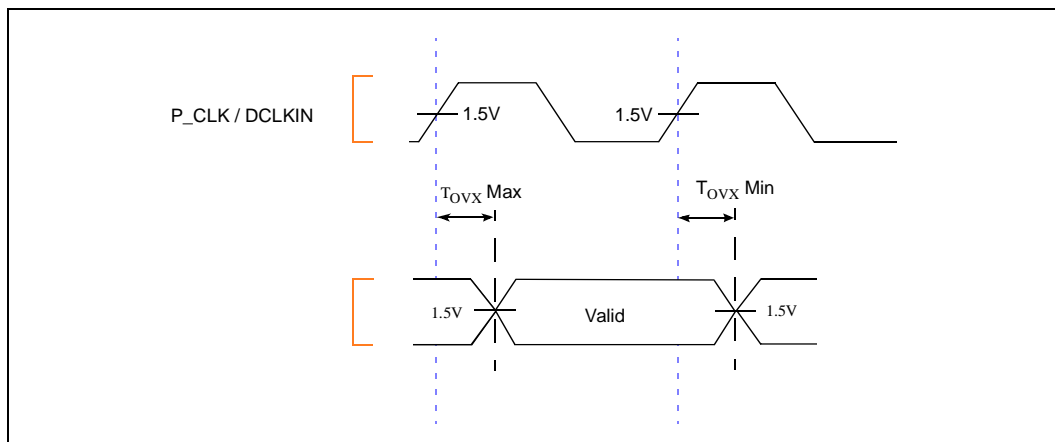 P_CLK / DCLKIN
1.5V
1.5V
TOVX Max
TOVX Min
1.5V
Valid
1.5V